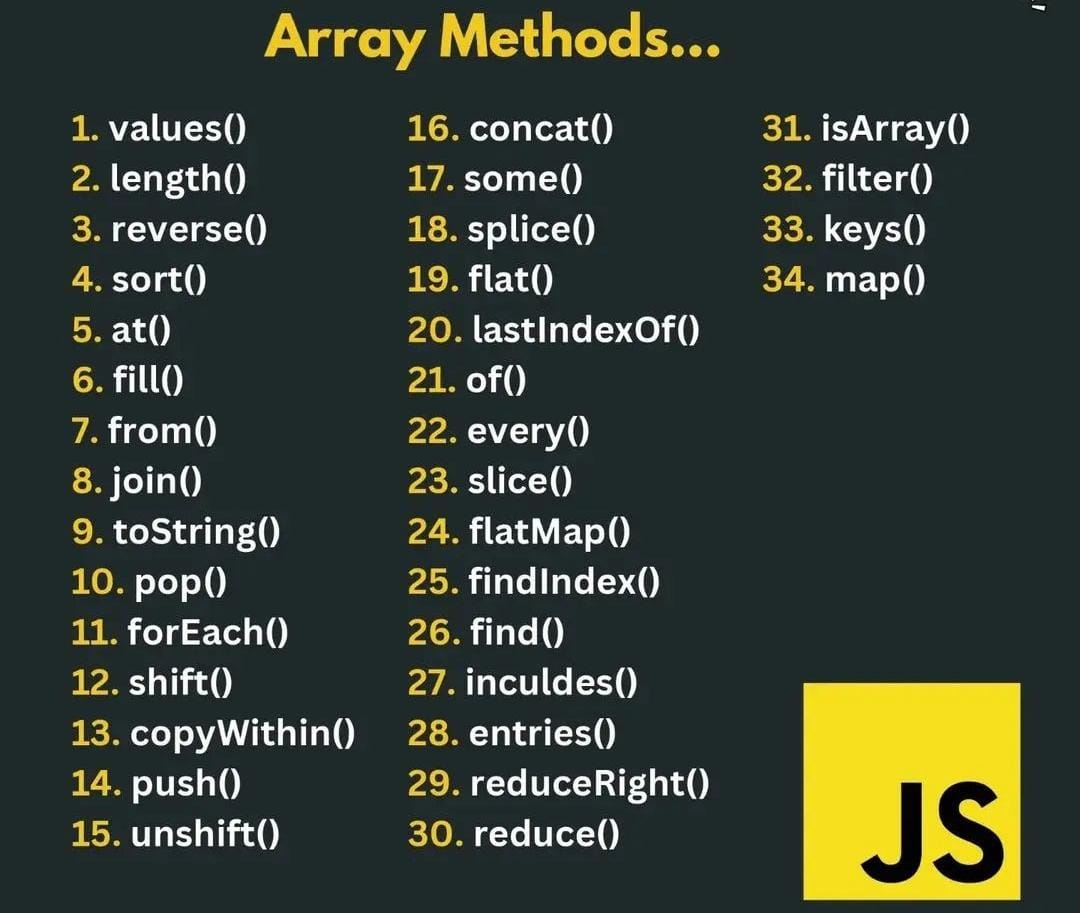 Array Methods...
1. values()
2. length()
3. reverse()
4. sort()
5. at()
6. fill()
7. from()
8. join()
9. toString()
10. pop()
11. forEach()
12. shift()
13. copyWithin()
14. push()
15. unshift()
16. concat()
17. some()
18. splice()
19. flat()
20. lastIndexOf()
21. of()
22. every()
23. slice()
24. flatMap()
25. findIndex()
26. find()
27. inculdes()
28. entries()
29. reduceRight()
30. reduce()
31. isArray()
32. filter()
33. keys()
34. map()
JS